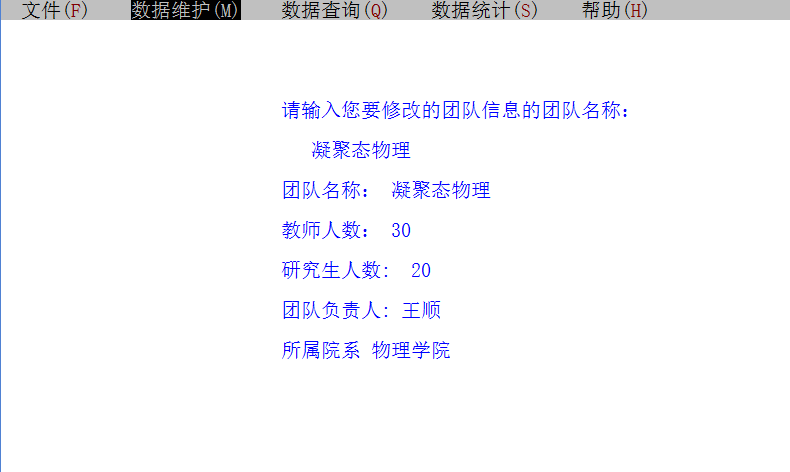 文件(F) 数据维护(M) 数据查询(Q) 数据统计(S) 帮助(H)
请输入您要修改的团队信息的团队名称:
凝聚态物理
团队名称: 凝聚态物理
教师人数: 30
研究生人数: 20
团队负责人: 王顺
所属院系 物理学院